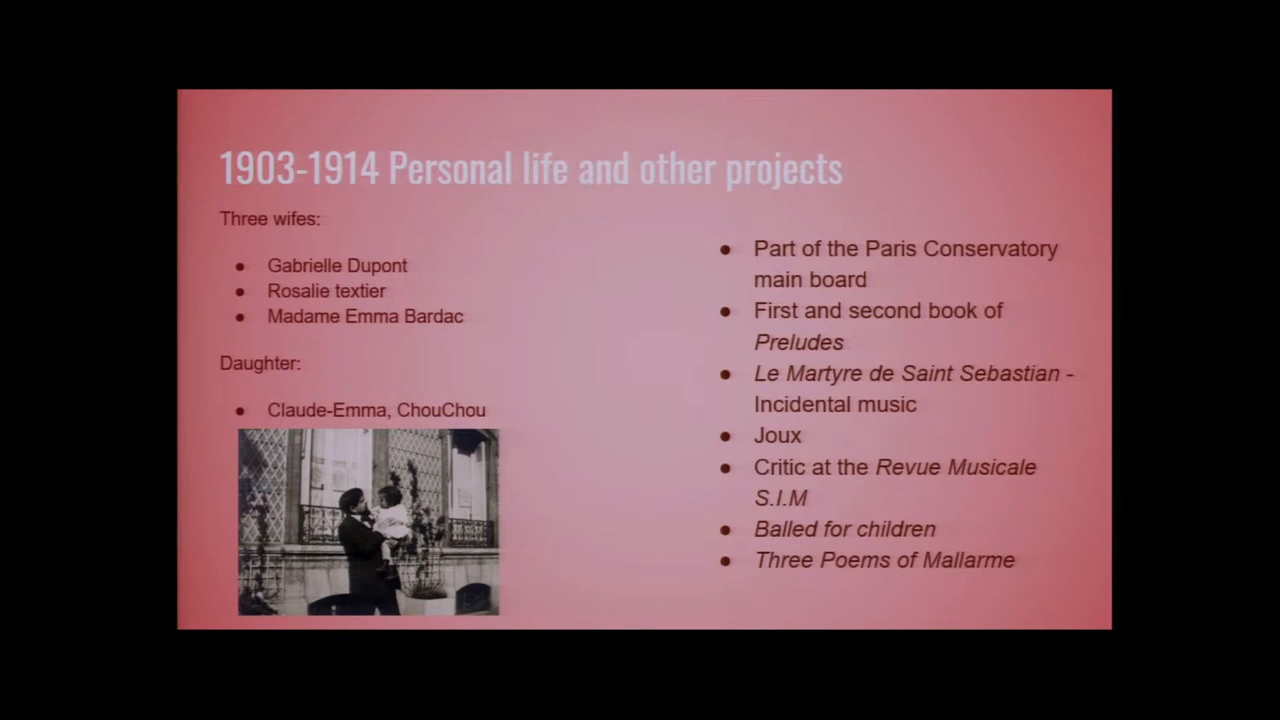 1903-1914 Personal life and other projects
Three wifes:
● Gabrielle Dupont
● Rosalie textier
● Madame Emma Bardac
Daughter:
● Claude-Emma, ChouChou
● Part of the Paris Conservatory
main board
● First and second book of
Preludes
● Le Martyre de Saint Sebastian -
Incidental music
● Joux
● Critic at the Revue Musicale
S.I.M
● Balled for children
● Three Poems of Mallarme